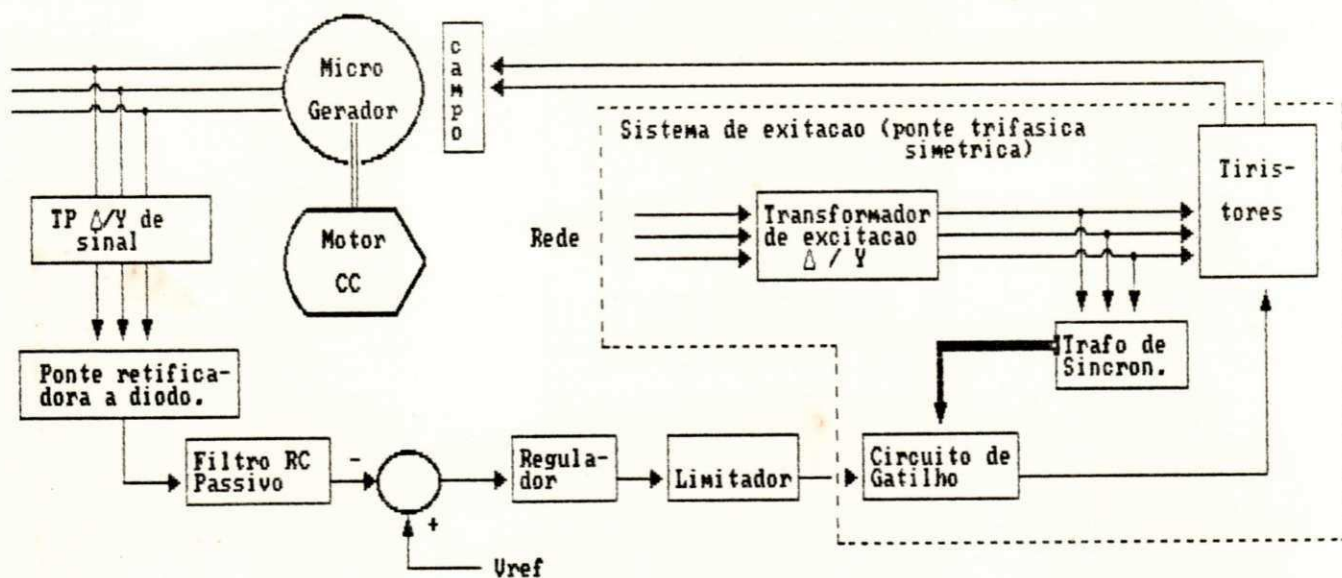 Micro
Gerador
c
a
m
p
o
Sistema de exitacao (ponte trifasica
simetrica)
Tiris-
tores
TP Δ/Y de
sinal
Motor
CC
Rede
Transformador
de excitacao
Δ / Y
Trafo de
Sincron.
Ponte retifica-
dora a diodo.
Filtro RC
Passivo
-
+
Vref
Regula-
dor
Limitador
Circuito de
Gatilho